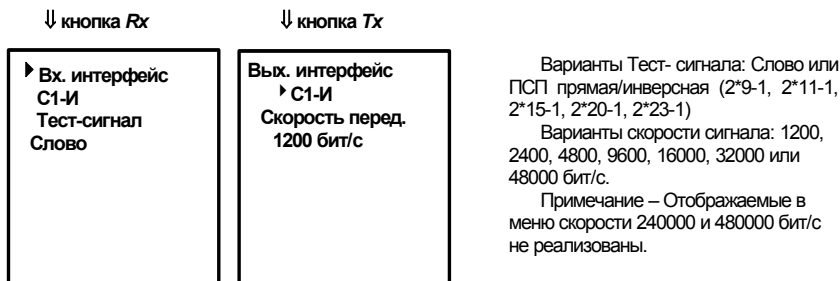 ⇓ кнопка Rx
▶ Вх. интерфейс
С1-И
Тест-сигнал
Слово
⇓ кнопка Tx
Вых. интерфейс
▶ С1-И
Скорость перед.
1200 бит/с
Варианты Тест- сигнала: Слово или
ПСП прямая/инверсная (2*9-1, 2*11-1,
2*15-1, 2*20-1, 2*23-1)
Варианты скорости сигнала: 1200,
2400, 4800, 9600, 16000, 32000 или
48000 бит/с.
Примечание – Отображаемые в
меню скорости 240000 и 480000 бит/с
не реализованы.